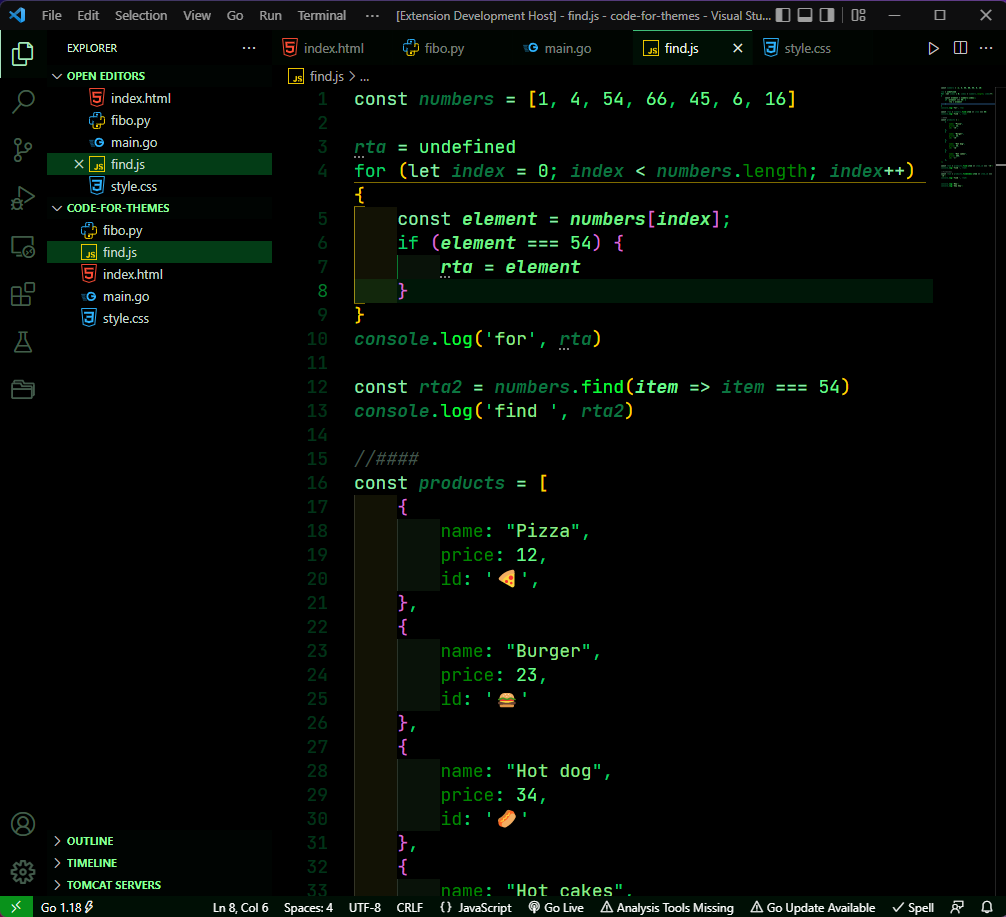 File Edit Selection View Go Run Terminal ··· [Extension Development Host] - find.js - code-for-themes - Visual Stu...
EXPLORER ···
index.html fibo.py main.go find.js style.css ···
OPEN EDITORS
index.html
fibo.py
main.go
find.js
style.css
CODE-FOR-THEMES
fibo.py
find.js
index.html
main.go
style.css
OUTLINE
TIMELINE
TOMCAT SERVERS
JS find.js > ...
1 const numbers = [1, 4, 54, 66, 45, 6, 16]
2
3 rta = undefined
4 for (let index = 0; index < numbers.length; index++)
{
5 const element = numbers[index];
6 if (element === 54) {
7 rta = element
8 }
9 }
10 console.log('for', rta)
11
12 const rta2 = numbers.find(item => item === 54)
13 console.log('find ', rta2)
14
15 //####
16 const products = [
17 {
18 name: "Pizza",
19 price: 12,
20 id: '🍕',
21 },
22 {
23 name: "Burger",
24 price: 23,
25 id: '🍔'
26 },
27 {
28 name: "Hot dog",
29 price: 34,
30 id: '🌭'
31 },
32 {
33 name: "Hot cakes",
Go 1.18 Ln 8, Col 6 Spaces: 4 UTF-8 CRLF {} JavaScript Go Live Analysis Tools Missing Go Update Available Spell